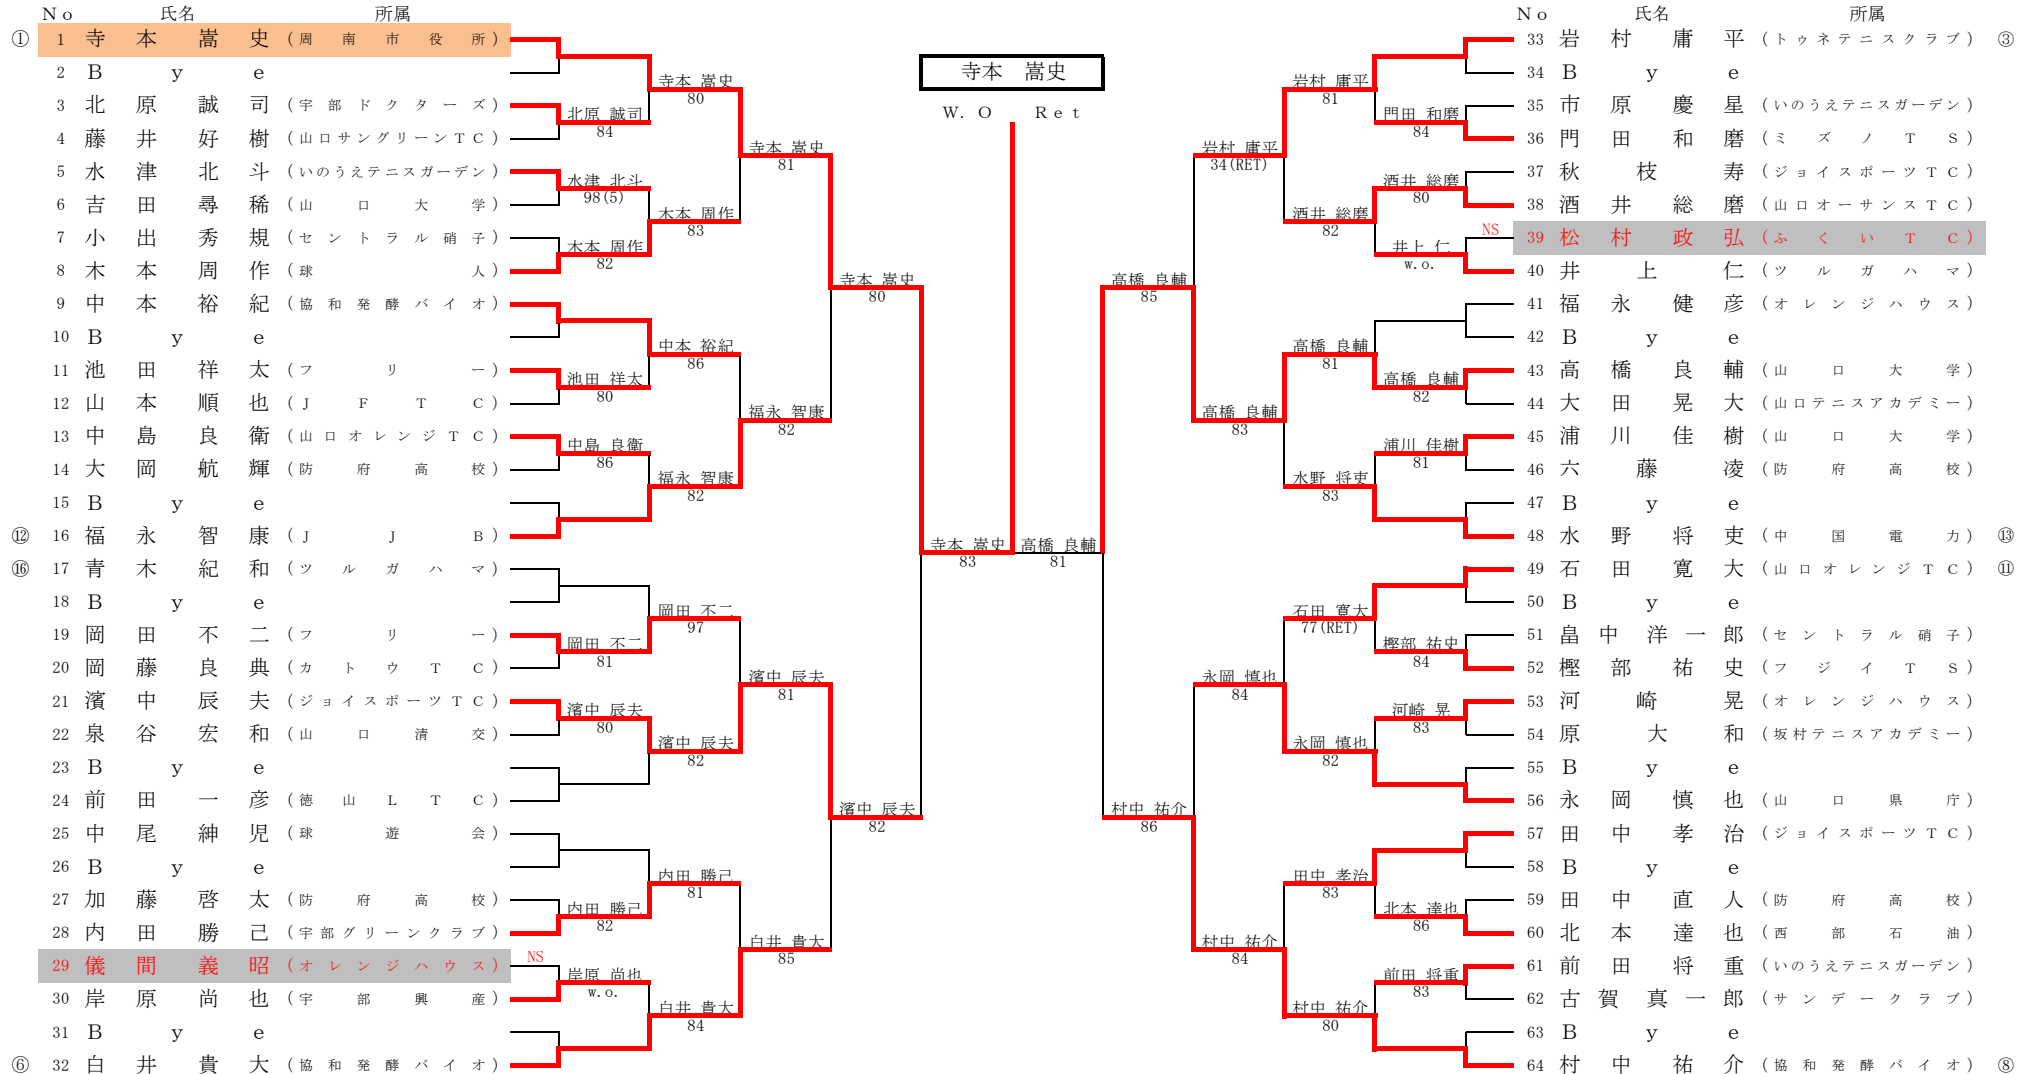 No 氏名 所属
① 1 寺本嵩史 (周南市役所)
2 Bye
3 北原誠司 (宇部ドクターズ)
4 藤井好樹 (山口サングリーンTC)
5 水津北斗 (いのうえテニスガーデン)
6 吉田尋稀 (山口大学)
7 小出秀規 (セントラル硝子)
8 木本周作 (球人)
9 中本裕紀 (協和発酵バイオ)
10 Bye
11 池田祥太 (フリー)
12 山本順也 (JFTC)
13 中島良衛 (山口オレンジTC)
14 大岡航輝 (防府高校)
15 Bye
⑫ 16 福永智康 (JJB)
⑯ 17 青木紀和 (ツルガハマ)
18 Bye
19 岡田不二 (フリー)
20 岡藤良典 (カトウTC)
21 濱中辰夫 (ジョイスポーツTC)
22 泉谷宏和 (山口清交)
23 Bye
24 前田一彦 (徳山LTC)
25 中尾紳児 (球遊会)
26 Bye
27 加藤啓太 (防府高校)
28 内田勝己 (宇部グリーンクラブ)
29 儀間義昭 (オレンジハウス) NS
30 岸原尚也 (宇部興産)
31 Bye
⑥ 32 白井貴大 (協和発酵バイオ)
北原 誠司
84
水津 北斗
98(5)
木本 周作
82
池田 祥太
80
中島 良衛
86
岡田 不二
81
濱中 辰夫
80
内田 勝己
82
岸原 尚也
w.o.
寺本 嵩史
80
木本 周作
83
中本 裕紀
86
福永 智康
82
岡田 不二
97
濱中 辰夫
82
内田 勝己
81
白井 貴大
84
寺本 嵩史
81
福永 智康
82
濱中 辰夫
81
白井 貴大
85
寺本 嵩史
80
濱中 辰夫
82
寺本 嵩史
83
寺本 嵩史
W.O Ret
高橋 良輔
81
高橋 良輔
85
村中 祐介
86
岩村 庸平
34(RET)
高橋 良輔
83
永岡 慎也
84
村中 祐介
84
岩村 庸平
81
酒井 総磨
82
高橋 良輔
81
水野 将吏
83
石田 寛大
77(RET)
永岡 慎也
82
田中 孝治
83
村中 祐介
80
門田 和磨
84
酒井 総磨
80
井上 仁
w.o.
高橋 良輔
82
浦川 佳樹
81
樫部 祐史
84
河崎 晃
83
北本 達也
86
前田 将重
83
No 氏名 所属
33 岩村庸平 (トゥネテニスクラブ) ③
34 Bye
35 市原慶星 (いのうえテニスガーデン)
36 門田和磨 (ミズノTS)
37 秋枝寿 (ジョイスポーツTC)
38 酒井総磨 (山口オーサンスTC)
NS 39 松村政弘 (ふくいTC)
40 井上仁 (ツルガハマ)
41 福永健彦 (オレンジハウス)
42 Bye
43 高橋良輔 (山口大学)
44 大田晃大 (山口テニスアカデミー)
45 浦川佳樹 (山口大学)
46 六藤凌 (防府高校)
47 Bye
48 水野将吏 (中国電力) ⑬
49 石田寛大 (山口オレンジTC) ⑪
50 Bye
51 畠中洋一郎 (セントラル硝子)
52 樫部祐史 (フジイTS)
53 河崎晃 (オレンジハウス)
54 原大和 (坂村テニスアカデミー)
55 Bye
56 永岡慎也 (山口県庁)
57 田中孝治 (ジョイスポーツTC)
58 Bye
59 田中直人 (防府高校)
60 北本達也 (西部石油)
61 前田将重 (いのうえテニスガーデン)
62 古賀真一郎 (サンデークラブ)
63 Bye
64 村中祐介 (協和発酵バイオ) ⑧